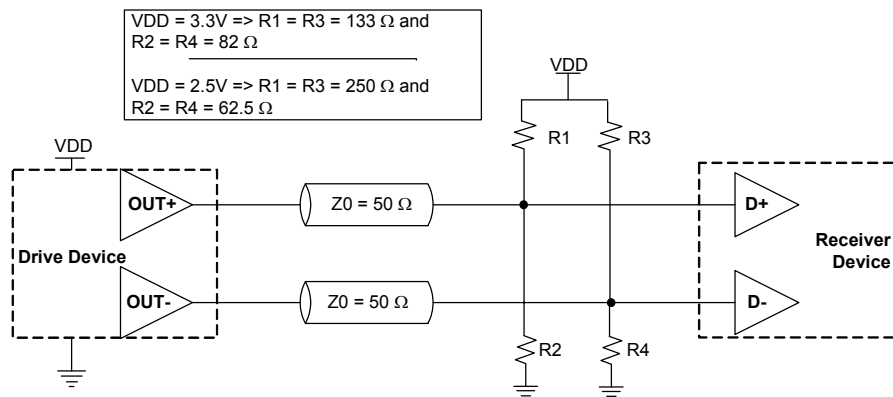 VDD = 3.3V => R1 = R3 = 133 Ω and
R2 = R4 = 82 Ω
VDD = 2.5V => R1 = R3 = 250 Ω and
R2 = R4 = 62.5 Ω
VDD
R1
R3
VDD
OUT+
Z0 = 50 Ω
D+
Drive Device
Receiver
Device
OUT-
Z0 = 50 Ω
D-
R2
R4